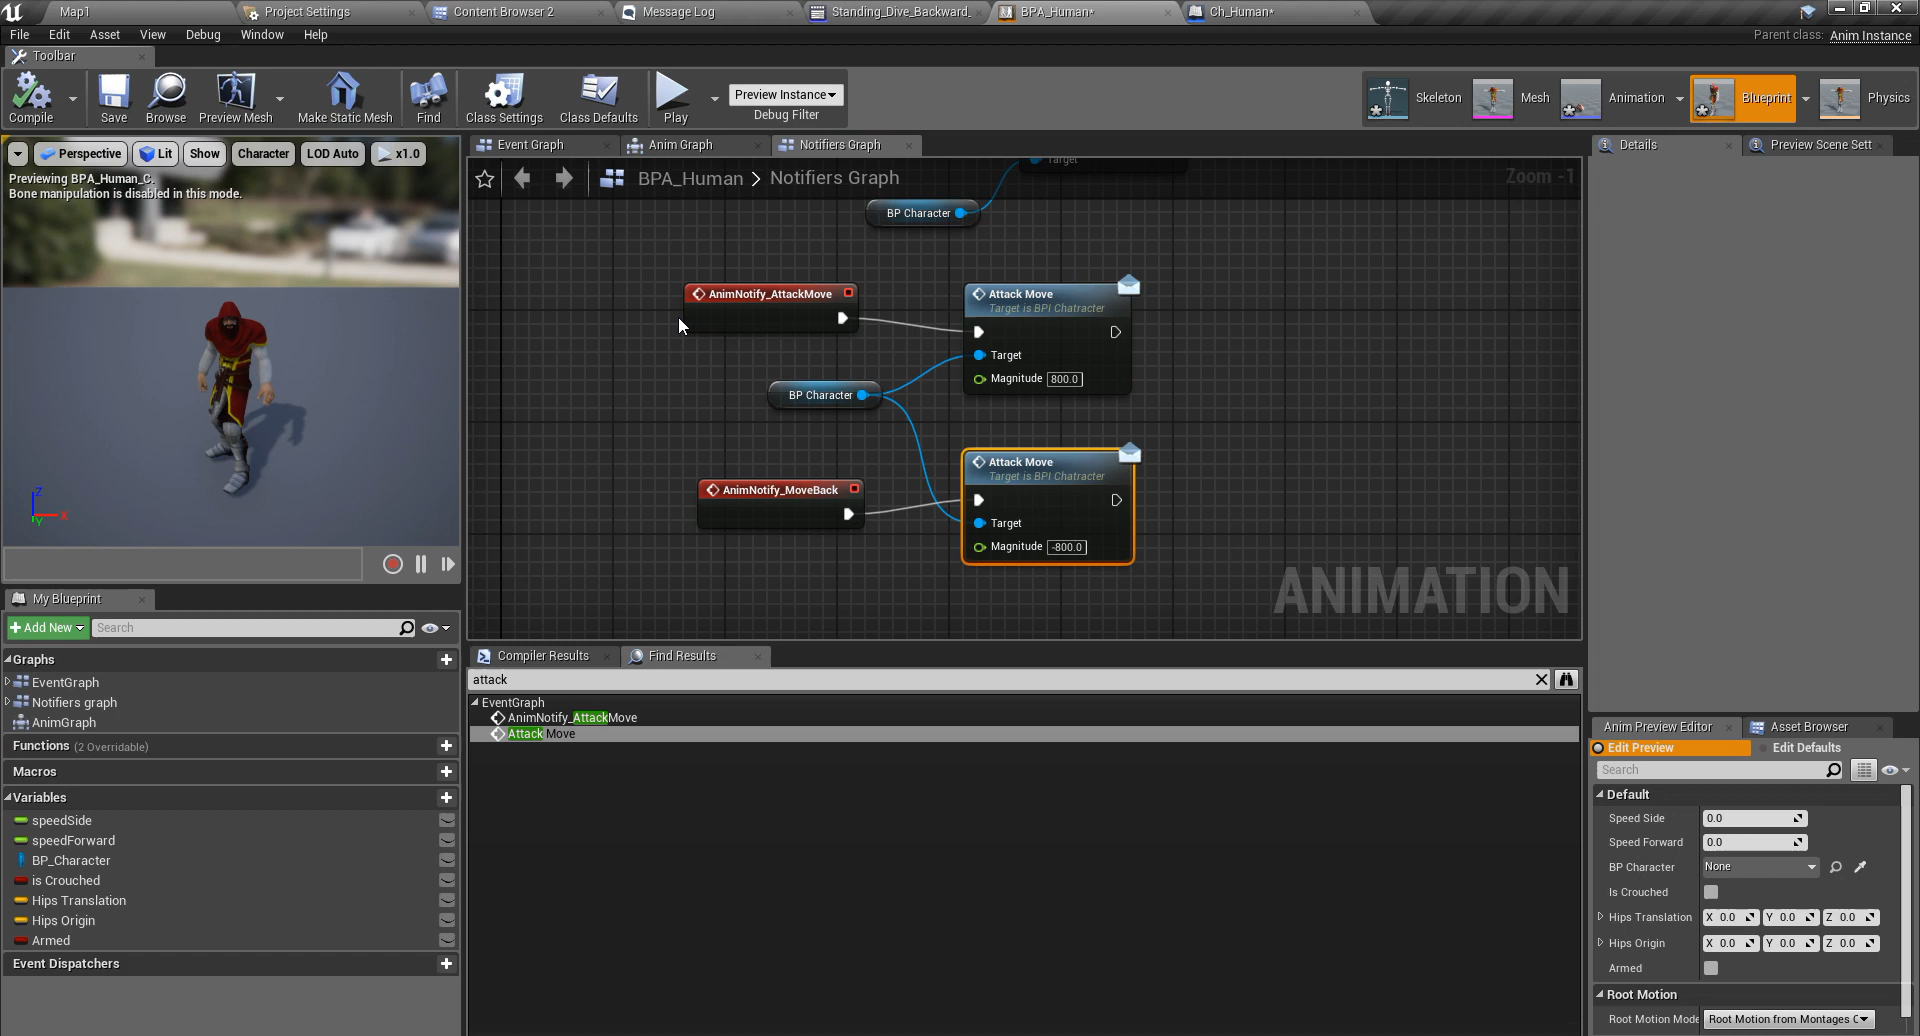 Map1
Project Settings
Content Browser 2
Message Log
Standing_Dive_Backward_
BPA_Human*
Ch_Human*
File Edit Asset View Debug Window Help
Parent class: Anim Instance
Toolbar
Compile
Save
Browse
Preview Mesh
Make Static Mesh
Find
Class Settings
Class Defaults
Play
Preview Instance
Debug Filter
Skeleton
Mesh
Animation
Blueprint
Physics
Perspective
Lit
Show
Character
LOD Auto
x1.0
Previewing BPA_Human_C.
Bone manipulation is disabled in this mode.
Z
X
Y
Event Graph
Anim Graph
Notifiers Graph
BPA_Human > Notifiers Graph
Zoom -1
Target
BP Character
AnimNotify_AttackMove
Attack Move
Target is BPI Chatracter
Target
Magnitude 800.0
BP Character
AnimNotify_MoveBack
Attack Move
Target is BPI Chatracter
Target
Magnitude -800.0
ANIMATION
Details
Preview Scene Sett
My Blueprint
Add New
Search
Graphs
EventGraph
Notifiers graph
AnimGraph
Functions (2 Overridable)
Macros
Variables
speedSide
speedForward
BP_Character
is Crouched
Hips Translation
Hips Origin
Armed
Event Dispatchers
Compiler Results
Find Results
attack
EventGraph
AnimNotify_AttackMove
Attack Move
Anim Preview Editor
Asset Browser
Edit Preview
Edit Defaults
Search
Default
Speed Side 0.0
Speed Forward 0.0
BP Character None
Is Crouched
Hips Translation X 0.0 Y 0.0 Z 0.0
Hips Origin X 0.0 Y 0.0 Z 0.0
Armed
Root Motion
Root Motion Mode Root Motion from Montages O